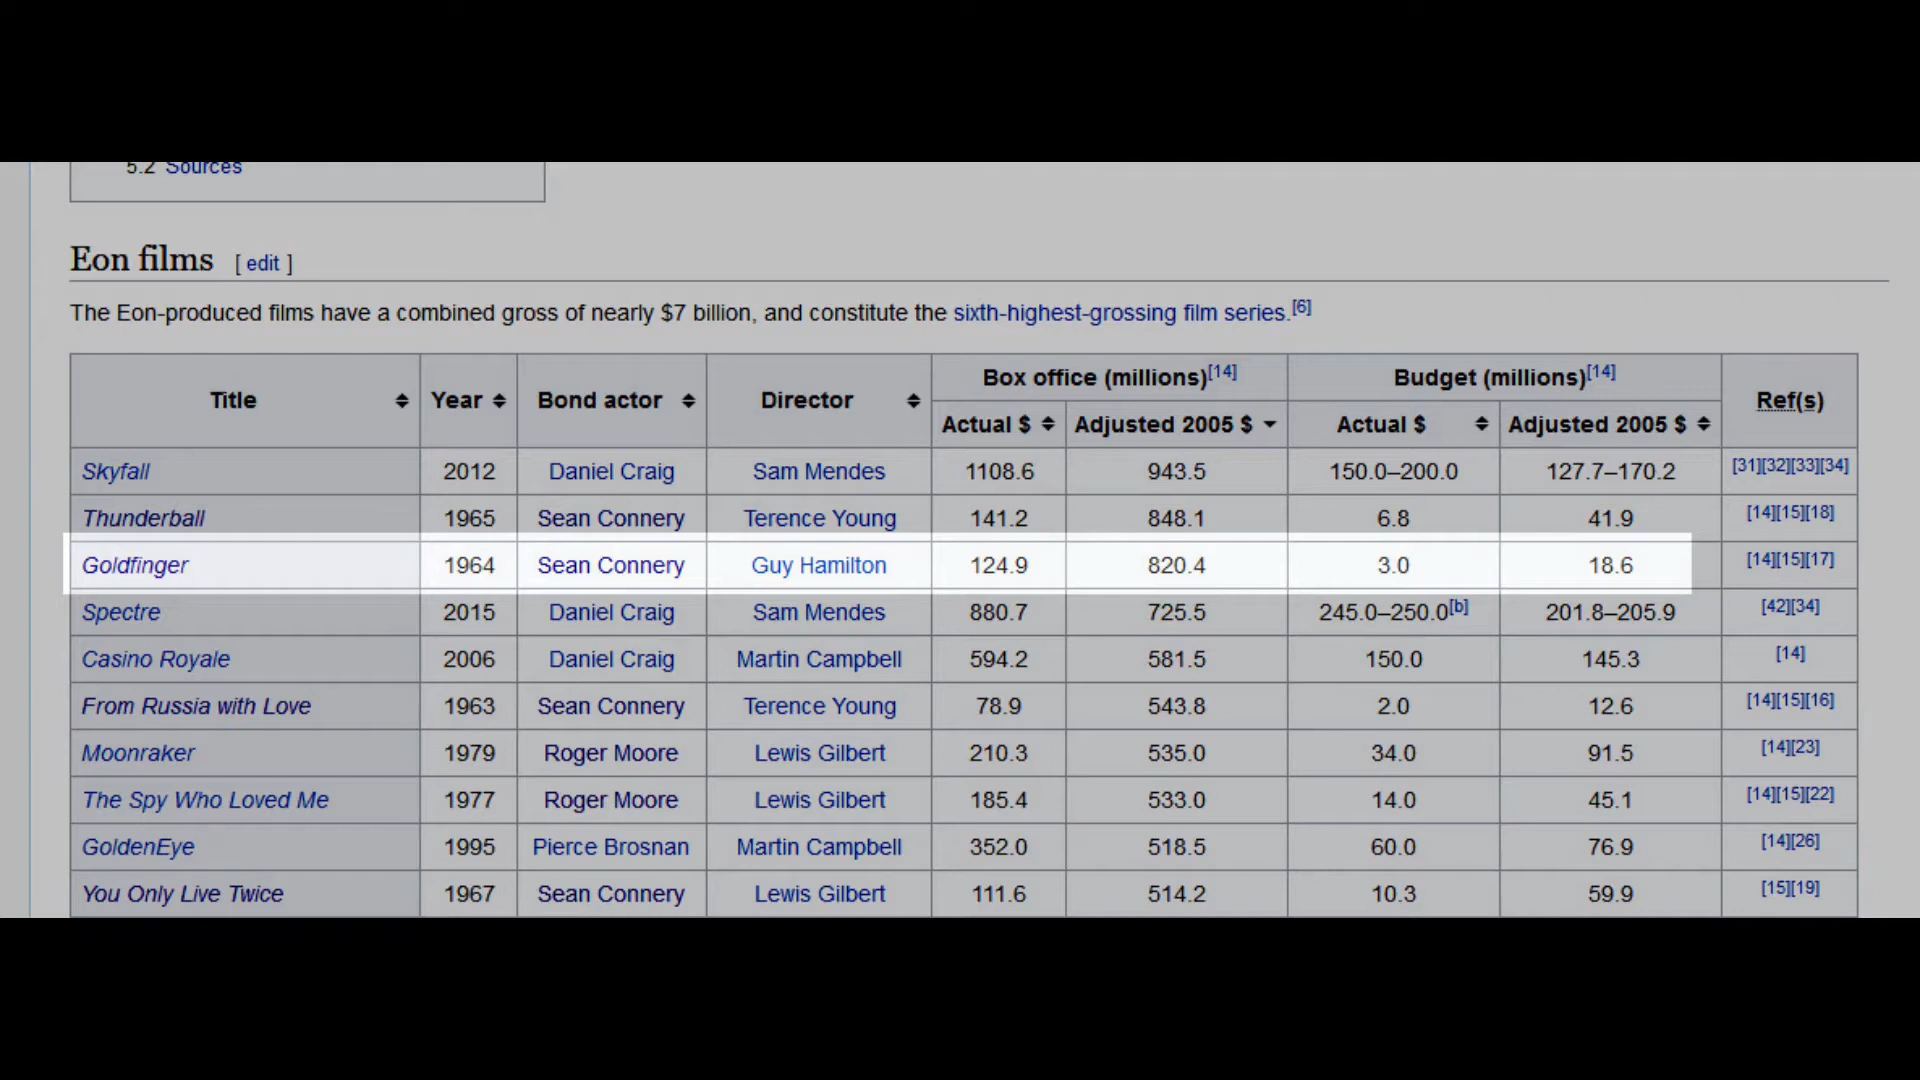 5.2 Sources
Eon films [ edit ]
The Eon-produced films have a combined gross of nearly $7 billion, and constitute the sixth-highest-grossing film series.[6]
Title Year Bond actor Director Box office (millions)[14] Budget (millions)[14] Ref(s)
Actual $ Adjusted 2005 $ Actual $ Adjusted 2005 $
Skyfall 2012 Daniel Craig Sam Mendes 1108.6 943.5 150.0–200.0 127.7–170.2 [31][32][33][34]
Thunderball 1965 Sean Connery Terence Young 141.2 848.1 6.8 41.9 [14][15][18]
Goldfinger 1964 Sean Connery Guy Hamilton 124.9 820.4 3.0 18.6 [14][15][17]
Spectre 2015 Daniel Craig Sam Mendes 880.7 725.5 245.0–250.0[b] 201.8–205.9 [42][34]
Casino Royale 2006 Daniel Craig Martin Campbell 594.2 581.5 150.0 145.3 [14]
From Russia with Love 1963 Sean Connery Terence Young 78.9 543.8 2.0 12.6 [14][15][16]
Moonraker 1979 Roger Moore Lewis Gilbert 210.3 535.0 34.0 91.5 [14][23]
The Spy Who Loved Me 1977 Roger Moore Lewis Gilbert 185.4 533.0 14.0 45.1 [14][15][22]
GoldenEye 1995 Pierce Brosnan Martin Campbell 352.0 518.5 60.0 76.9 [14][26]
You Only Live Twice 1967 Sean Connery Lewis Gilbert 111.6 514.2 10.3 59.9 [15][19]